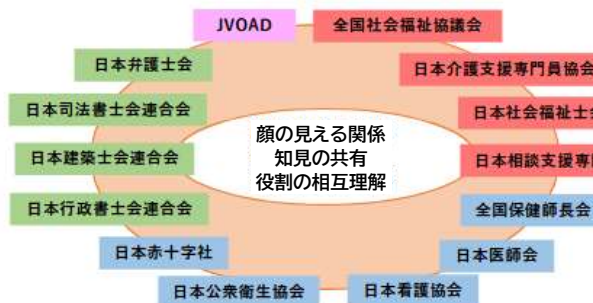 JVOAD
全国社会福祉協議会
日本弁護士会
日本介護支援専門員協会
日本司法書士会連合会
日本社会福祉士会
日本建築士会連合会
日本相談支援専門
日本行政書士会連合会
全国保健師長会
日本赤十字社
日本医師会
日本公衆衛生協会
日本看護協会
顔の見える関係
知見の共有
役割の相互理解